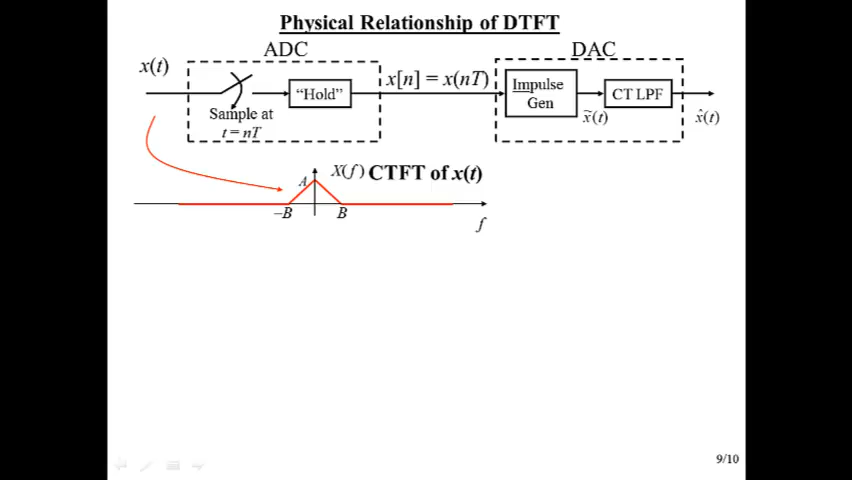 Physical Relationship of DTFT
ADC
DAC
x(t)
x[n] = x(nT)
"Hold"
Impulse
Gen
CT LPF
Sample at
t = nT
x̃(t)
x̂(t)
X(f) CTFT of x(t)
A
–B
B
f
9/10